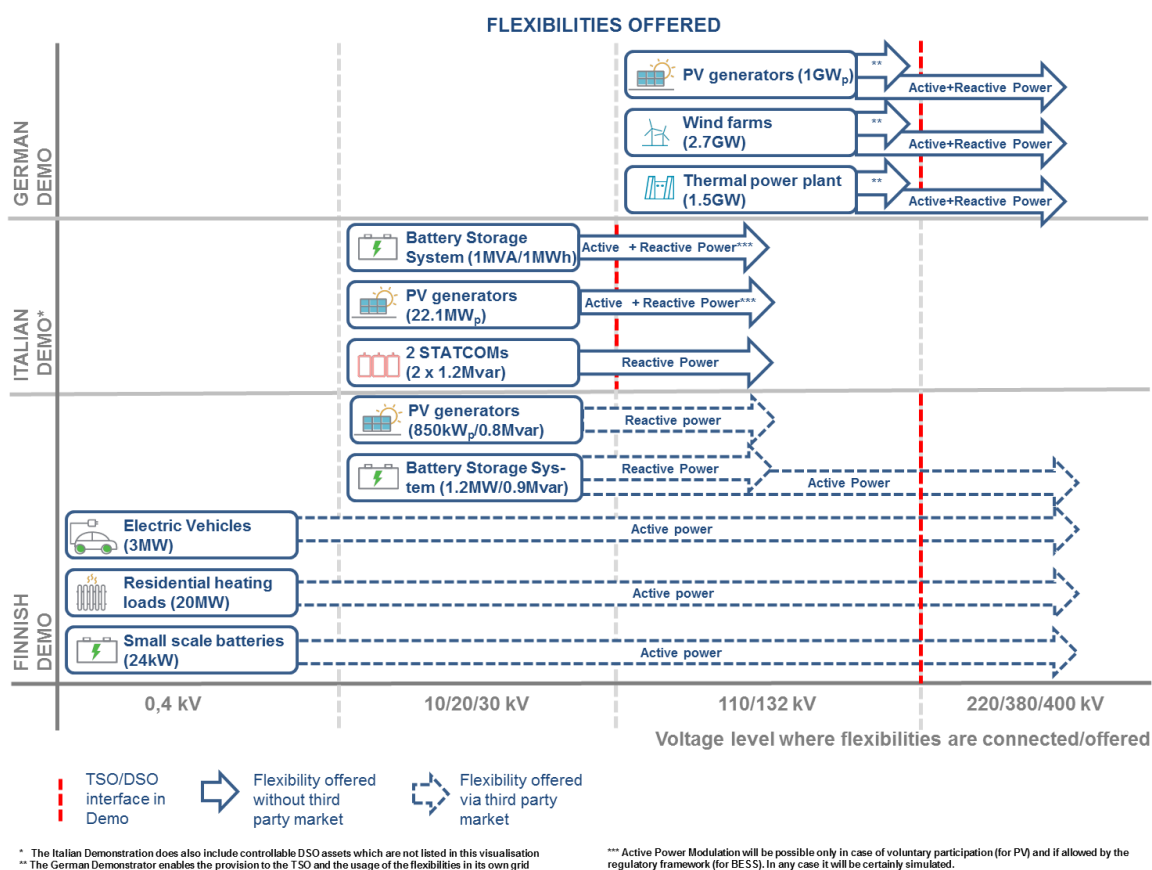 FLEXIBILITIES OFFERED
GERMAN
DEMO
PV generators (1GWp)
**
Active+Reactive Power
Wind farms
(2.7GW)
**
Active+Reactive Power
Thermal power plant
(1.5GW)
**
Active+Reactive Power
ITALIAN
DEMO*
Battery Storage
System (1MVA/1MWh)
Active + Reactive Power***
PV generators
(22.1MWp)
Active + Reactive Power***
2 STATCOMs
(2 x 1.2Mvar)
Reactive Power
FINNISH
DEMO
PV generators
(850kWp/0.8Mvar)
Reactive power
Battery Storage Sys-
tem (1.2MW/0.9Mvar)
Reactive Power
Active Power
Electric Vehicles
(3MW)
Active power
Residential heating
loads (20MW)
Active power
Small scale batteries
(24kW)
Active power
0,4 kV
10/20/30 kV
110/132 kV
220/380/400 kV
Voltage level where flexibilities are connected/offered
TSO/DSO
interface in
Demo
Flexibility offered
without third
party market
Flexibility offered
via third party
market
* The Italian Demonstration does also include controllable DSO assets which are not listed in this visualisation
** The German Demonstrator enables the provision to the TSO and the usage of the flexibilities in its own grid
*** Active Power Modulation will be possible only in case of voluntary participation (for PV) and if allowed by the
regulatory framework (for BESS). In any case it will be certainly simulated.